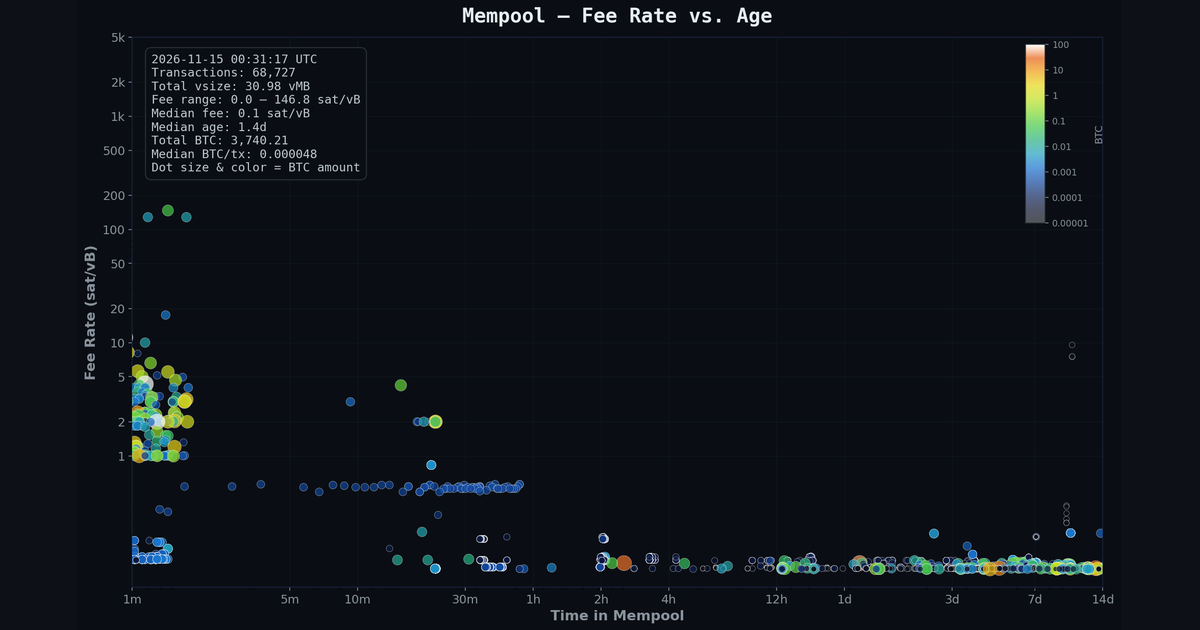 Mempool — Fee Rate vs. Age
5k
2k
1k
500
200
100
50
20
10
5
2
1
Fee Rate (sat/vB)
2026-11-15 00:31:17 UTC
Transactions: 68,727
Total vsize: 30.98 vMB
Fee range: 0.0 – 146.8 sat/vB
Median fee: 0.1 sat/vB
Median age: 1.4d
Total BTC: 3,740.21
Median BTC/tx: 0.000048
Dot size & color = BTC amount
100
10
1
0.1
0.01
0.001
0.0001
0.00001
BTC
1m
5m
10m
30m
1h
2h
4h
12h
1d
3d
7d
14d
Time in Mempool